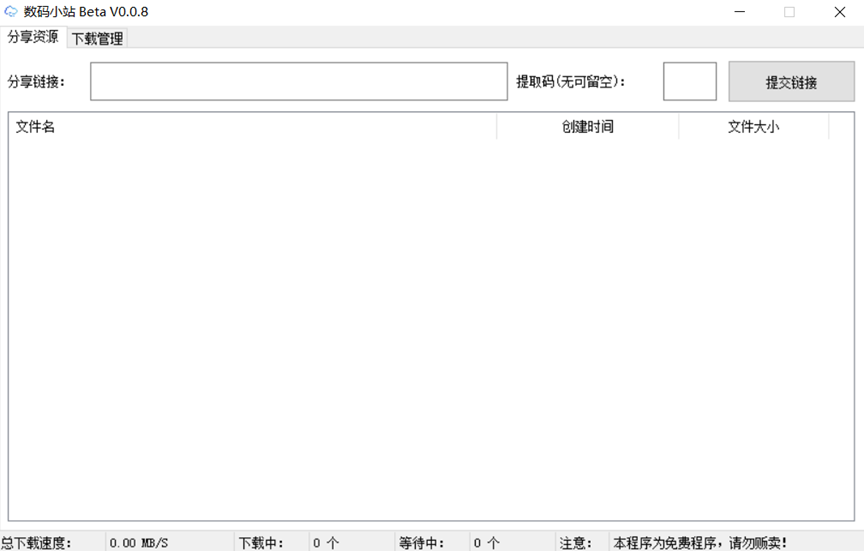 数码小站 Beta V0.0.8
分享资源 下载管理
分享链接: 提取码(无可留空): 提交链接
文件名 创建时间 文件大小
总下载速度: 0.00 MB/S 下载中: 0 个 等待中: 0 个 注意: 本程序为免费程序，请勿贩卖!